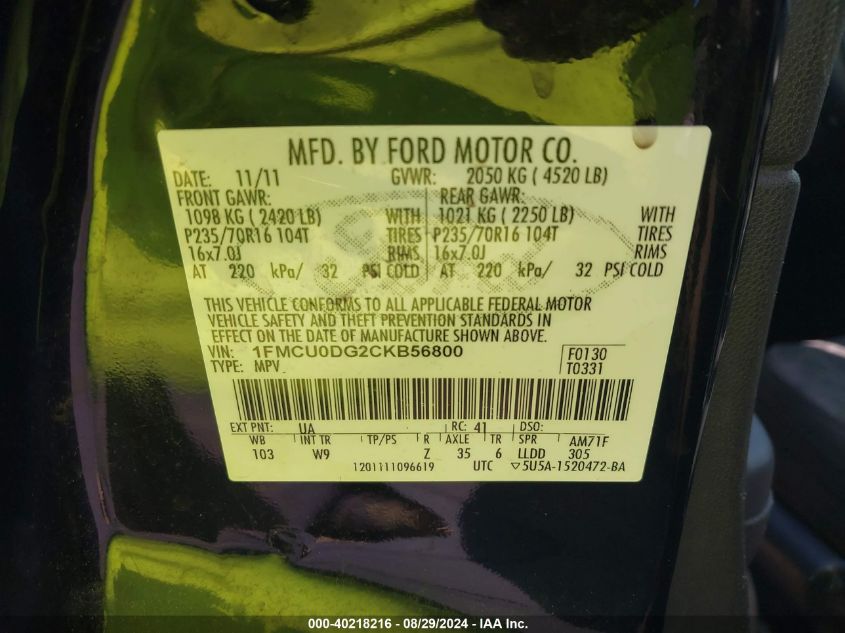 MFD. BY FORD MOTOR CO.
DATE: 11/11 GVWR: 2050 KG ( 4520 LB)
FRONT GAWR: REAR GAWR:
1098 KG ( 2420 LB) WITH 1021 KG ( 2250 LB) WITH
P235/70R16 104T TIRES P235/70R16 104T TIRES
16x7.0J RIMS 16x7.0J RIMS
AT 220 kPa/ 32 PSI COLD AT 220 kPa/ 32 PSI COLD
THIS VEHICLE CONFORMS TO ALL APPLICABLE FEDERAL MOTOR
VEHICLE SAFETY AND THEFT PREVENTION STANDARDS IN
EFFECT ON THE DATE OF MANUFACTURE SHOWN ABOVE.
VIN: 1FMCU0DG2CKB56800 F0130
TYPE: MPV T0331
EXT PNT: UA RC: 41 DSO:
WB INT TR TP/PS R AXLE TR SPR AM71F
103 W9 Z 35 6 LLDD 305
1201111096619 UTC ▽5U5A-1520472-BA
000-40218216 - 08/29/2024 - IAA Inc.